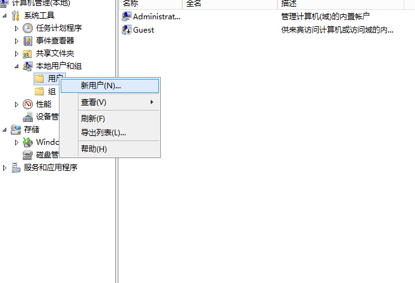 计算机管理(本地)
系统工具
任务计划程序
事件查看器
共享文件夹
本地用户和组
用户
组
性能
设备管
存储
Window
磁盘管
服务和应用程序
新用户(N)...
查看(V)
刷新(F)
导出列表(L)...
帮助(H)
名称 全名 描述
Administrat... 管理计算机(域)的内置帐户
Guest 供来宾访问计算机或访问域的内...